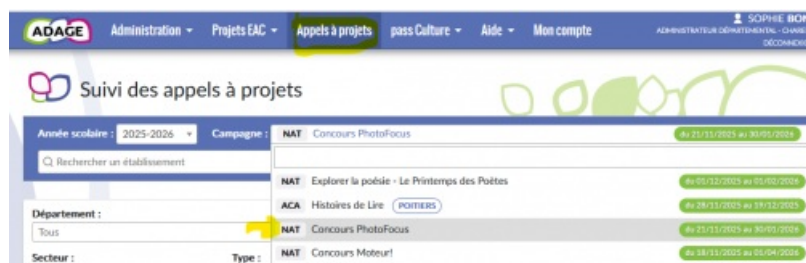 ADAGE Administration Projets EAC Appels à projets pass Culture Aide Mon compte SOPHIE BON
ADMINISTRATEUR DÉPARTEMENTAL - CHARE
DÉCONNEXIO
Suivi des appels à projets
Année scolaire : 2025-2026 Campagne : NAT Concours PhotoFocus du 21/11/2025 au 30/01/2026
Rechercher un établissement
NAT Explorer la poésie - Le Printemps des Poètes du 01/12/2025 au 01/02/2026
Département : ACA Histoires de Lire POITIERS du 28/11/2025 au 19/12/2025
Tous NAT Concours PhotoFocus du 21/11/2025 au 30/01/2026
Secteur : Type : NAT Concours Moteur! du 18/11/2025 au 01/04/2026